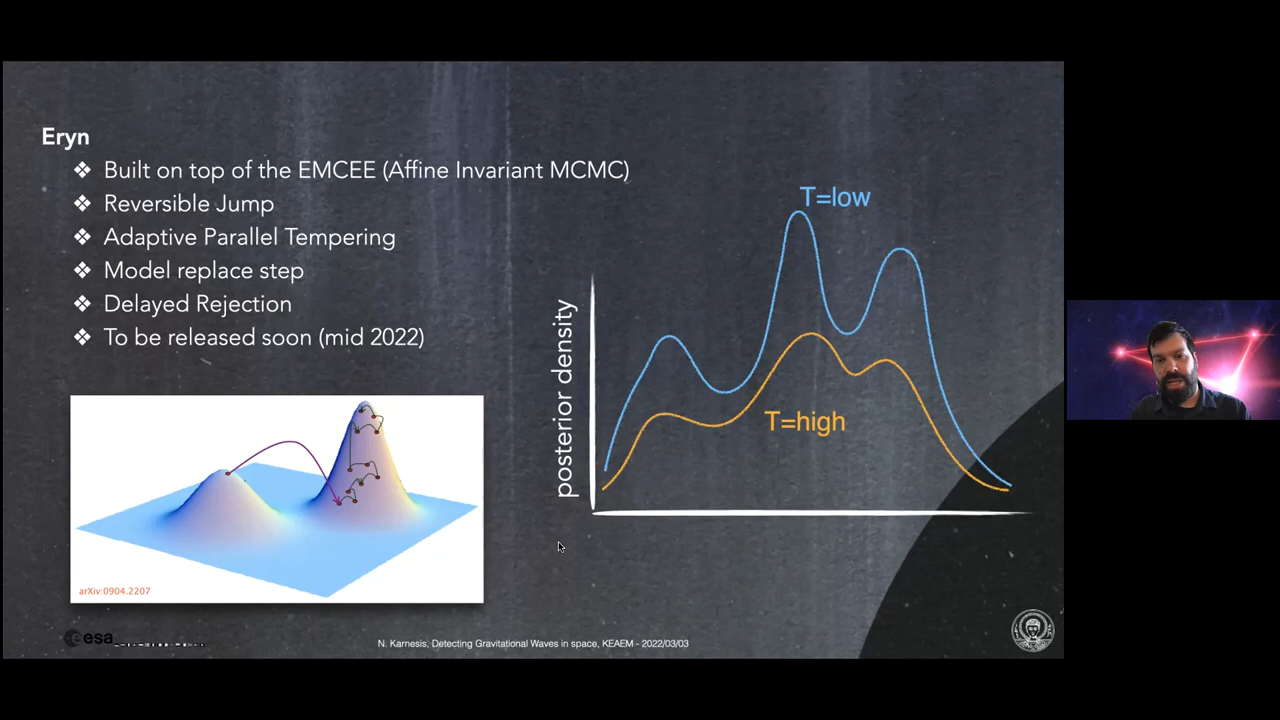 Eryn
❖ Built on top of the EMCEE (Affine Invariant MCMC)
❖ Reversible Jump
❖ Adaptive Parallel Tempering
❖ Model replace step
❖ Delayed Rejection
❖ To be released soon (mid 2022)
T=low
T=high
posterior density
arXiv:0904.2207
esa
N. Karnesis, Detecting Gravitational Waves in space, KEAEM - 2022/03/03